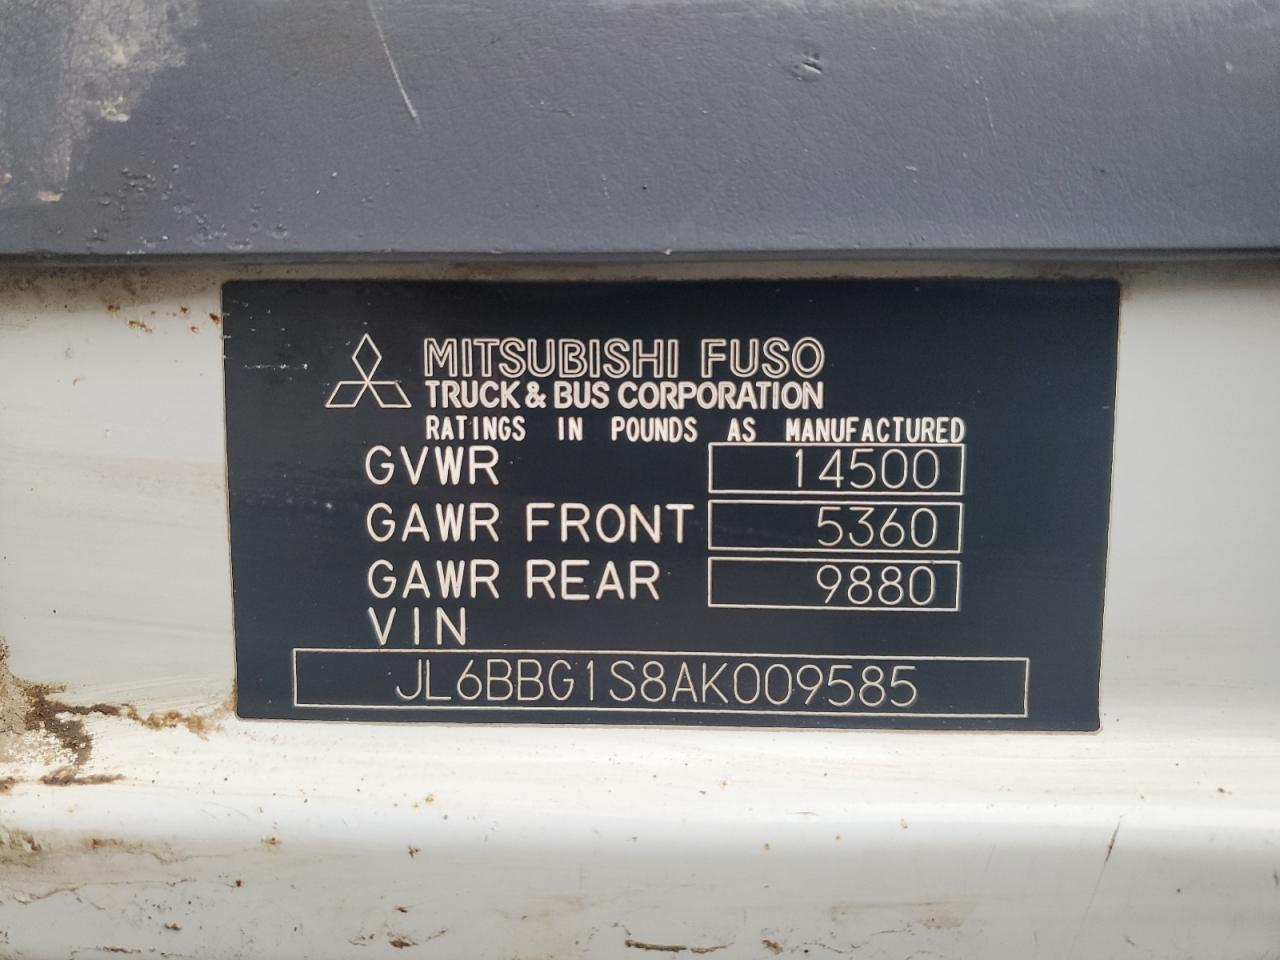 MITSUBISHI FUSO
TRUCK & BUS CORPORATION
RATINGS IN POUNDS AS MANUFACTURED
GVWR 14500
GAWR FRONT 5360
GAWR REAR 9880
VIN
JL6BBG1S8AK009585